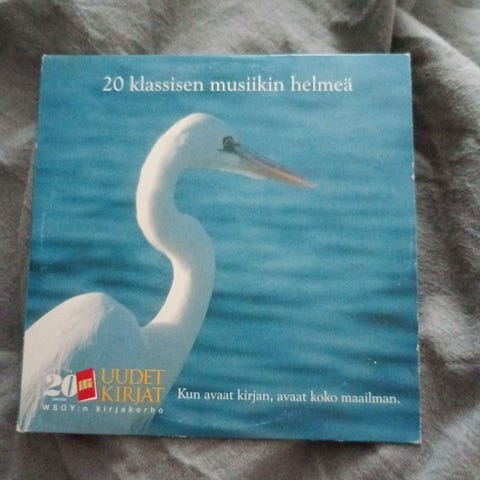 20 klassisen musiikin helmeä
20
UUDET
KIRJAT
WSOY:n kirjakerho
Kun avaat kirjan, avaat koko maailman.